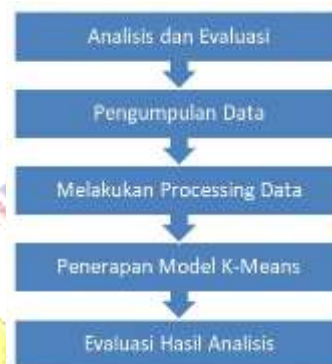 Analisis dan Evaluasi
Pengumpulan Data
Melakukan Processing Data
Penerapan Model K-Means
Evaluasi Hasil Analisis